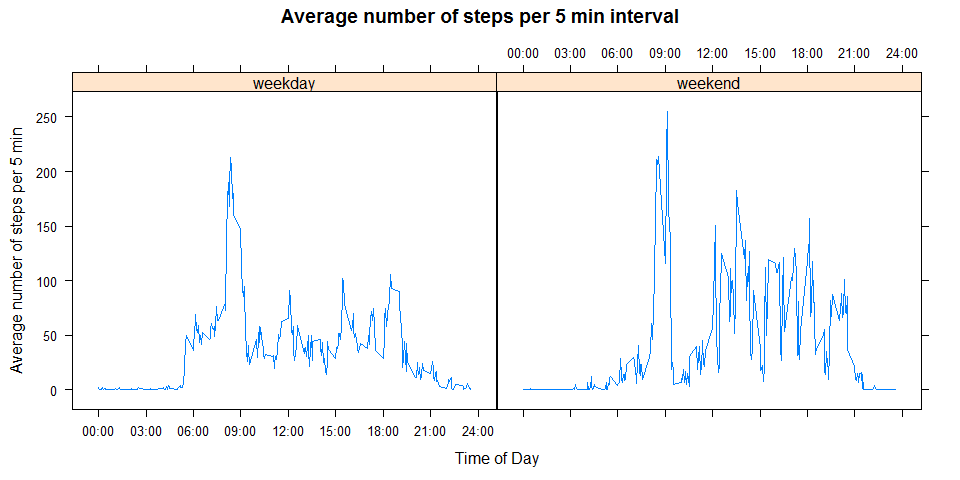 Average number of steps per 5 min interval
00:00 03:00 06:00 09:00 12:00 15:00 18:00 21:00 24:00
weekday weekend
250
200
150
100
50
0
Average number of steps per 5 min
00:00 03:00 06:00 09:00 12:00 15:00 18:00 21:00 24:00
Time of Day